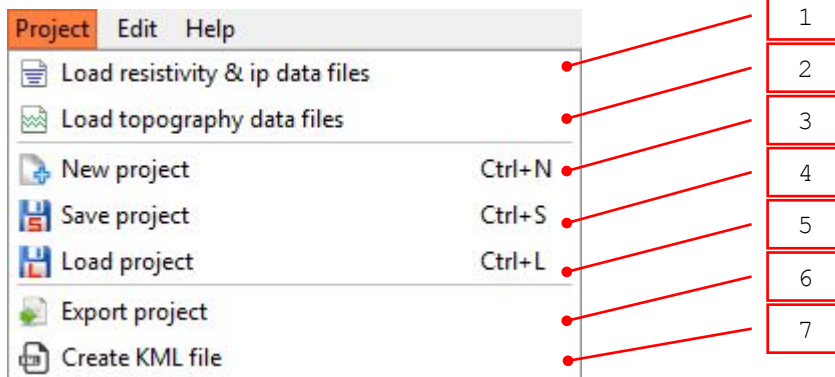 Project Edit Help
Load resistivity & ip data files
Load topography data files
New project Ctrl+N
Save project Ctrl+S
Load project Ctrl+L
Export project
Create KML file
1
2
3
4
5
6
7